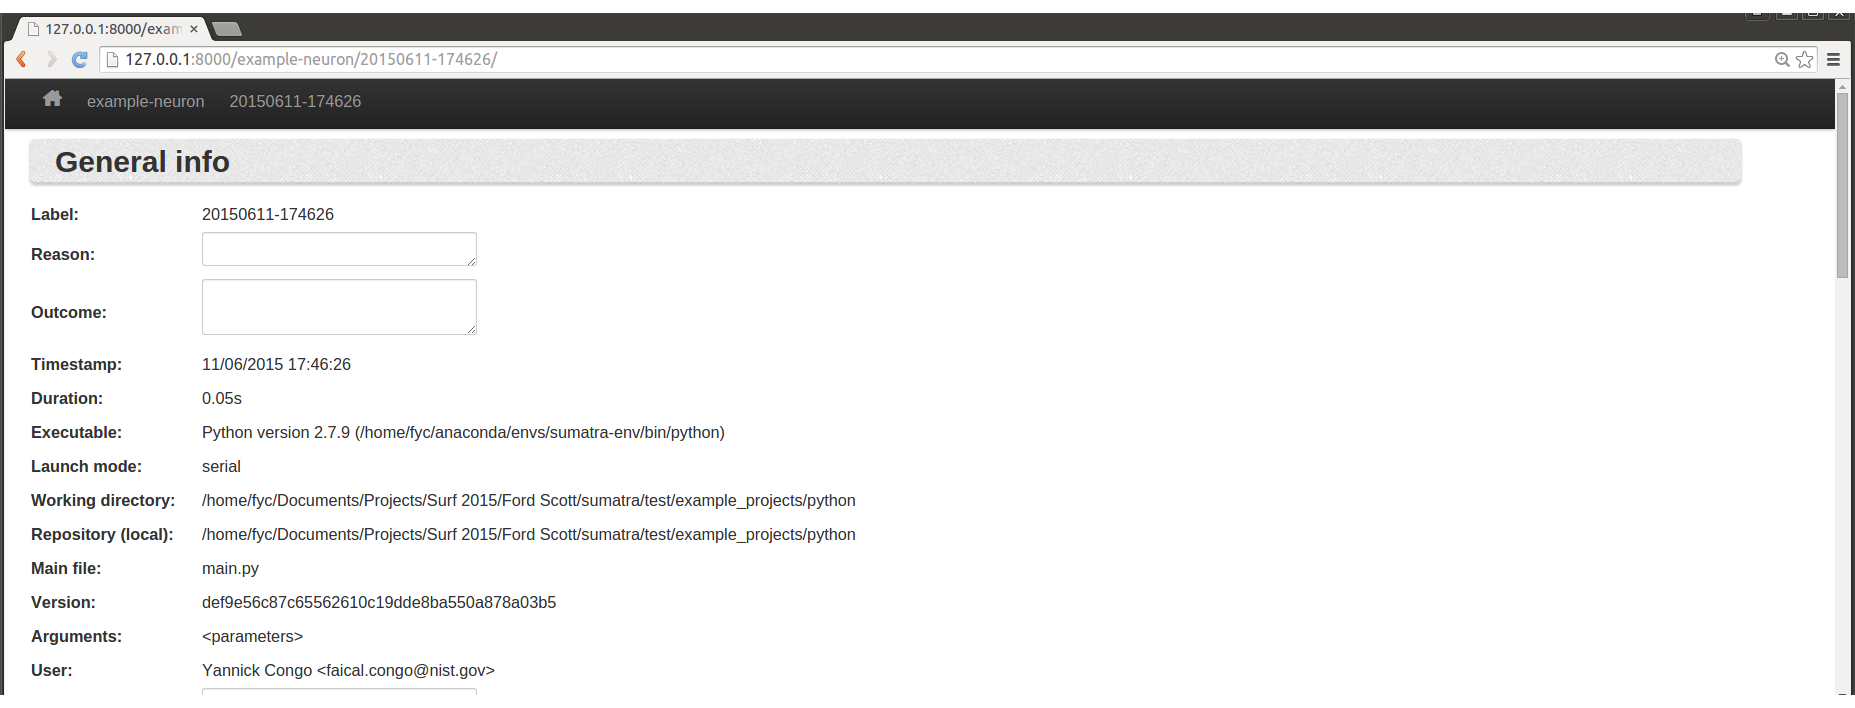 127.0.0.1:8000/exam
127.0.0.1:8000/example-neuron/20150611-174626/
example-neuron 20150611-174626
General info
Label: 20150611-174626
Reason:
Outcome:
Timestamp: 11/06/2015 17:46:26
Duration: 0.05s
Executable: Python version 2.7.9 (/home/fyc/anaconda/envs/sumatra-env/bin/python)
Launch mode: serial
Working directory: /home/fyc/Documents/Projects/Surf 2015/Ford Scott/sumatra/test/example_projects/python
Repository (local): /home/fyc/Documents/Projects/Surf 2015/Ford Scott/sumatra/test/example_projects/python
Main file: main.py
Version: def9e56c87c65562610c19dde8ba550a878a03b5
Arguments: <parameters>
User: Yannick Congo <faical.congo@nist.gov>